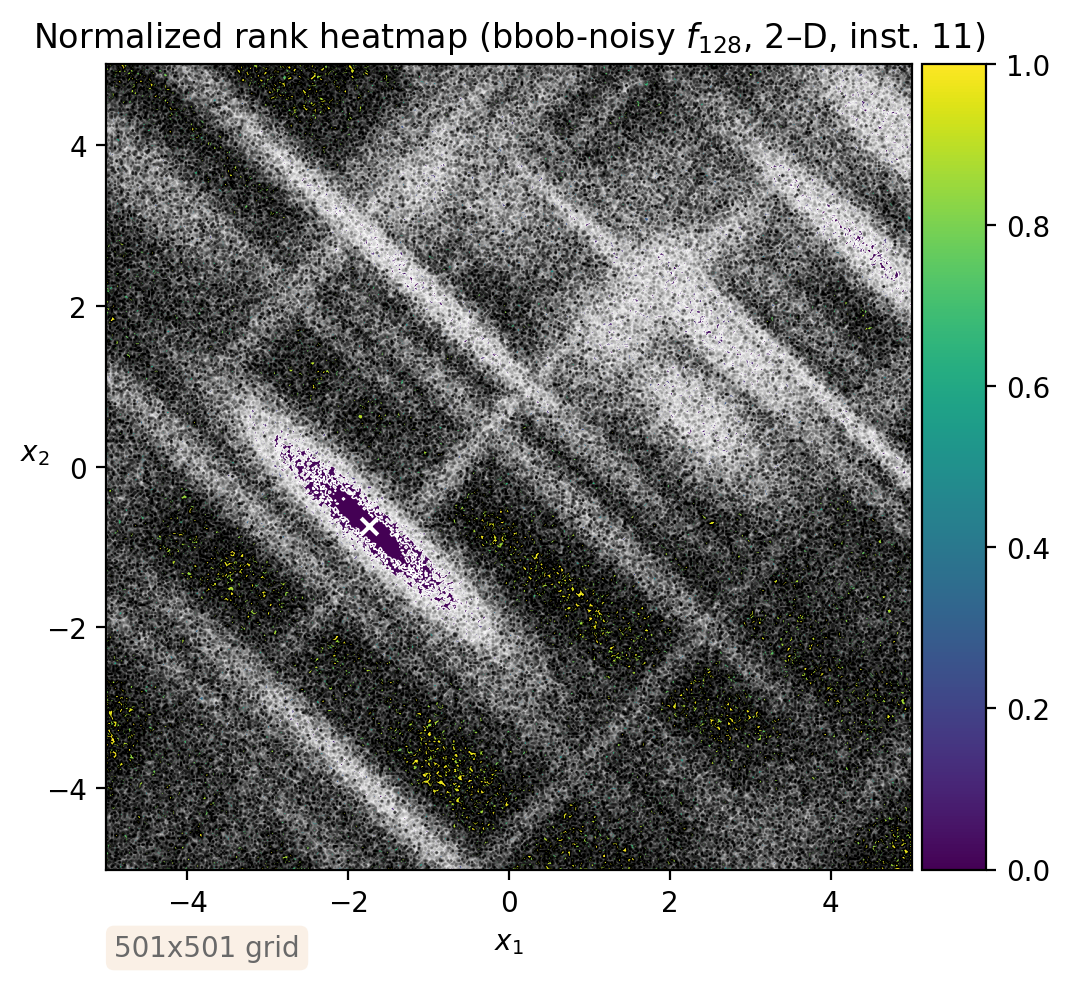 Normalized rank heatmap (bbob-noisy f₁₂₈, 2–D, inst. 11)
1.0
0.8
0.6
0.4
0.2
0.0
4
2
0
−2
−4
x₂
−4 −2 0 2 4
x₁
501x501 grid